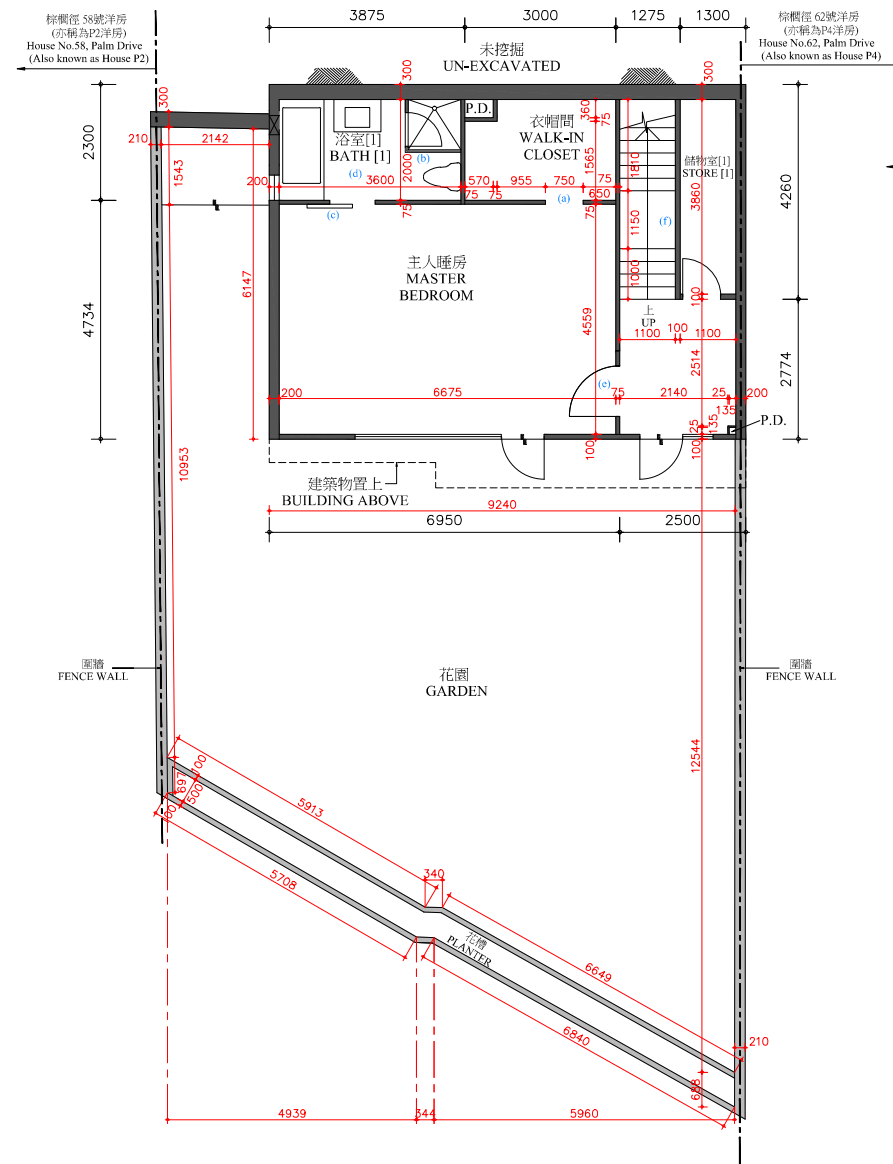 棕櫚徑 58號洋房
(亦稱為P2洋房)
House No.58, Palm Drive
(Also known as House P2)
3875
3000
1275
1300
棕櫚徑 62號洋房
(亦稱為P4洋房)
House No.62, Palm Drive
(Also known as House P4)
未挖掘
UN-EXCAVATED
300
300
300
2300
210
2142
1543
200
浴室[1]
BATH [1]
(d)
(b)
3600
2000
75
(c)
P.D.
衣帽間
WALK-IN
CLOSET
360
75
1665
75
570
955
750
650
75
75
(a)
75
1810
1150
1000
(f)
儲物室[1]
STORE [1]
3860
100
4260
4734
6147
主人睡房
MASTER
BEDROOM
4559
上
UP
1100
100
1100
2514
2774
(e)
200
6675
75
2140
25
200
135
25
135
P.D.
100
100
建築物置上
BUILDING ABOVE
9240
6950
2500
10953
圍牆
FENCE WALL
花園
GARDEN
圍牆
FENCE WALL
12544
697
100
500
100
5913
5708
340
花槽
PLANTER
6649
6840
210
688
4939
344
5960